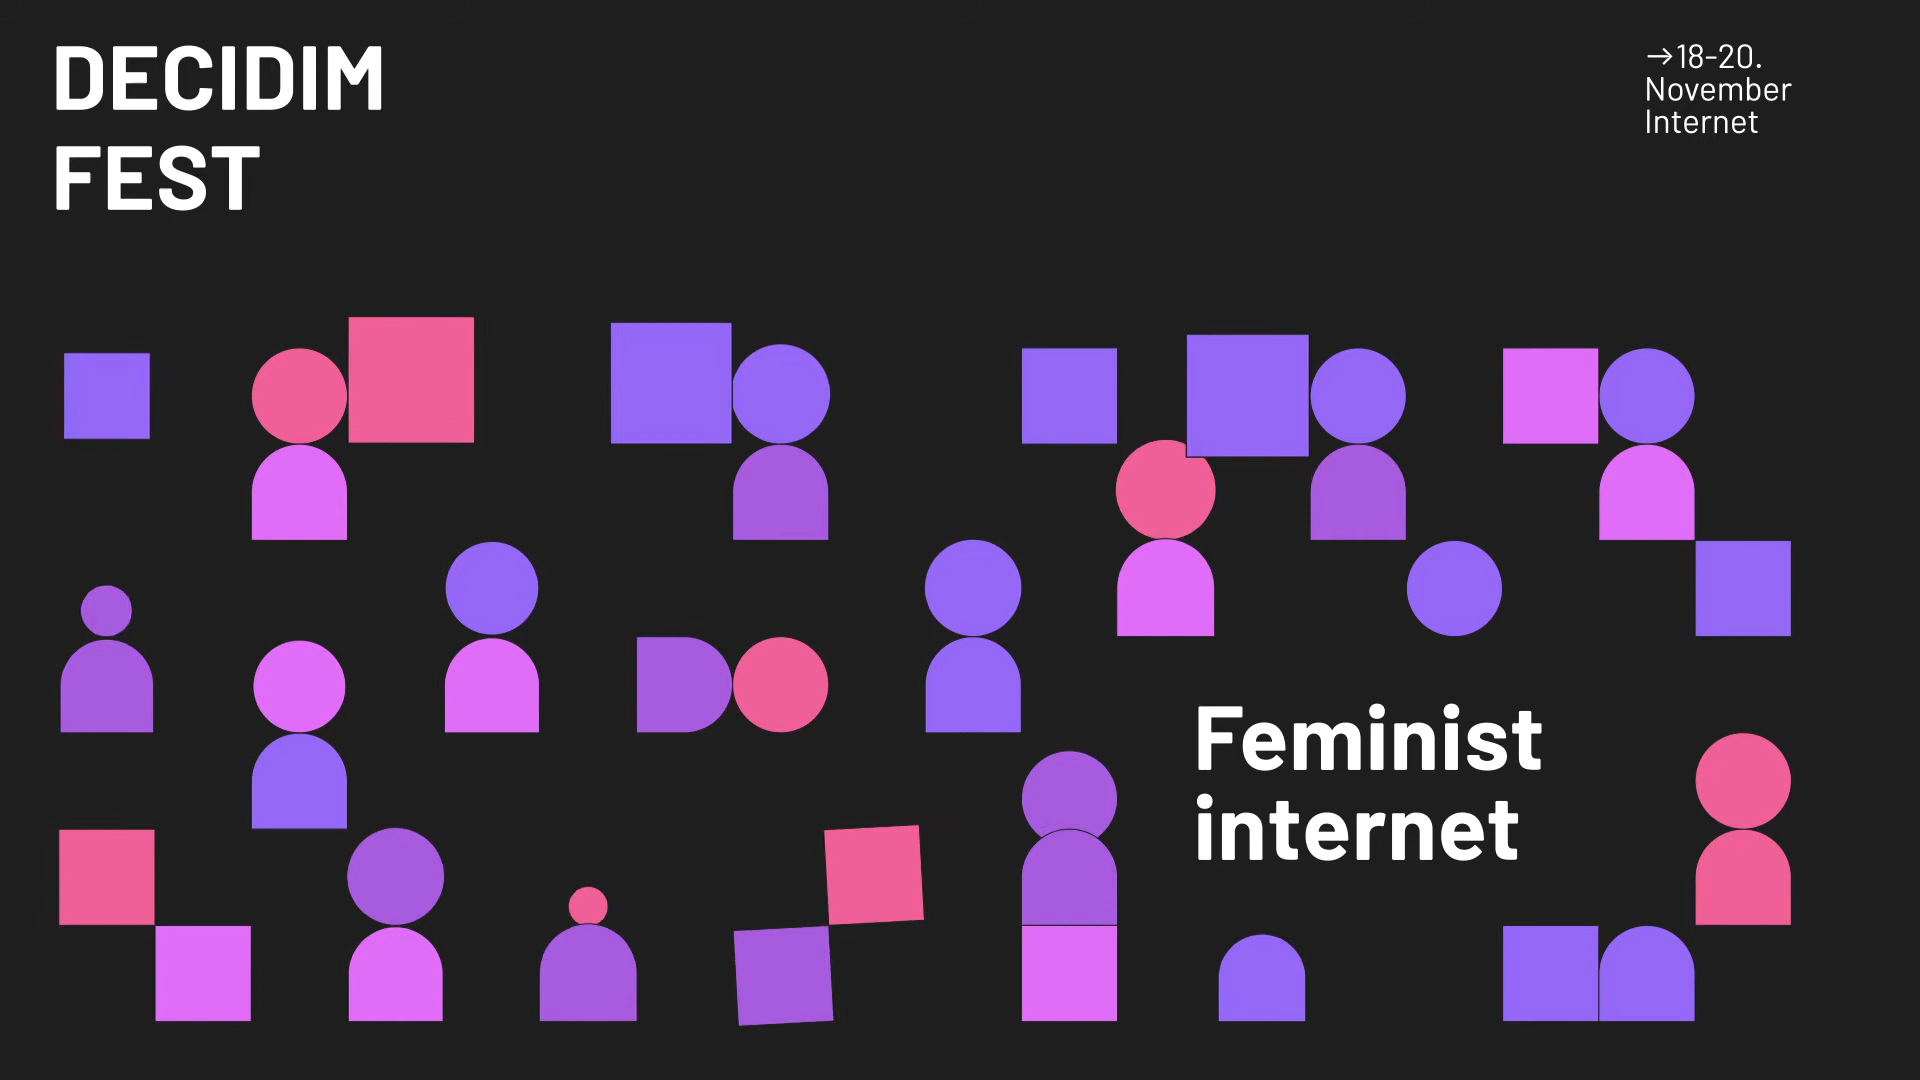 DECIDIM
FEST
→18-20.
November
Internet
Feminist
internet